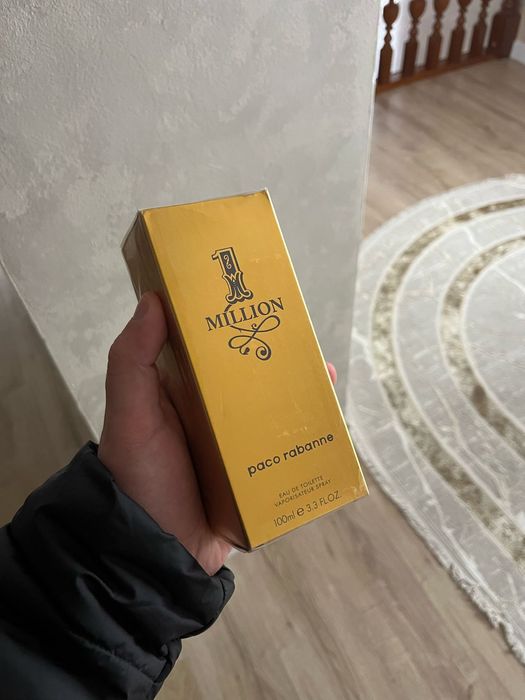 1
MILLION
paco rabanne
EAU DE TOILETTE
VAPORISATEUR SPRAY
100ml e 3.3 FL.OZ